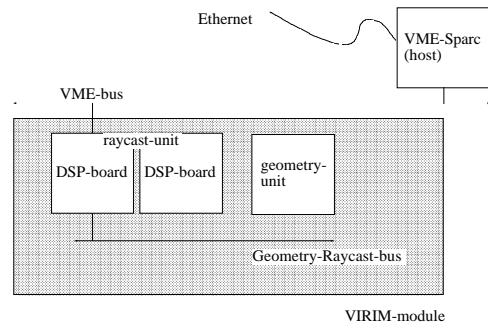 Ethernet
VME-Sparc
(host)
VME-bus
raycast-unit
DSP-board
DSP-board
geometry-
unit
Geometry-Raycast-bus
VIRIM-module